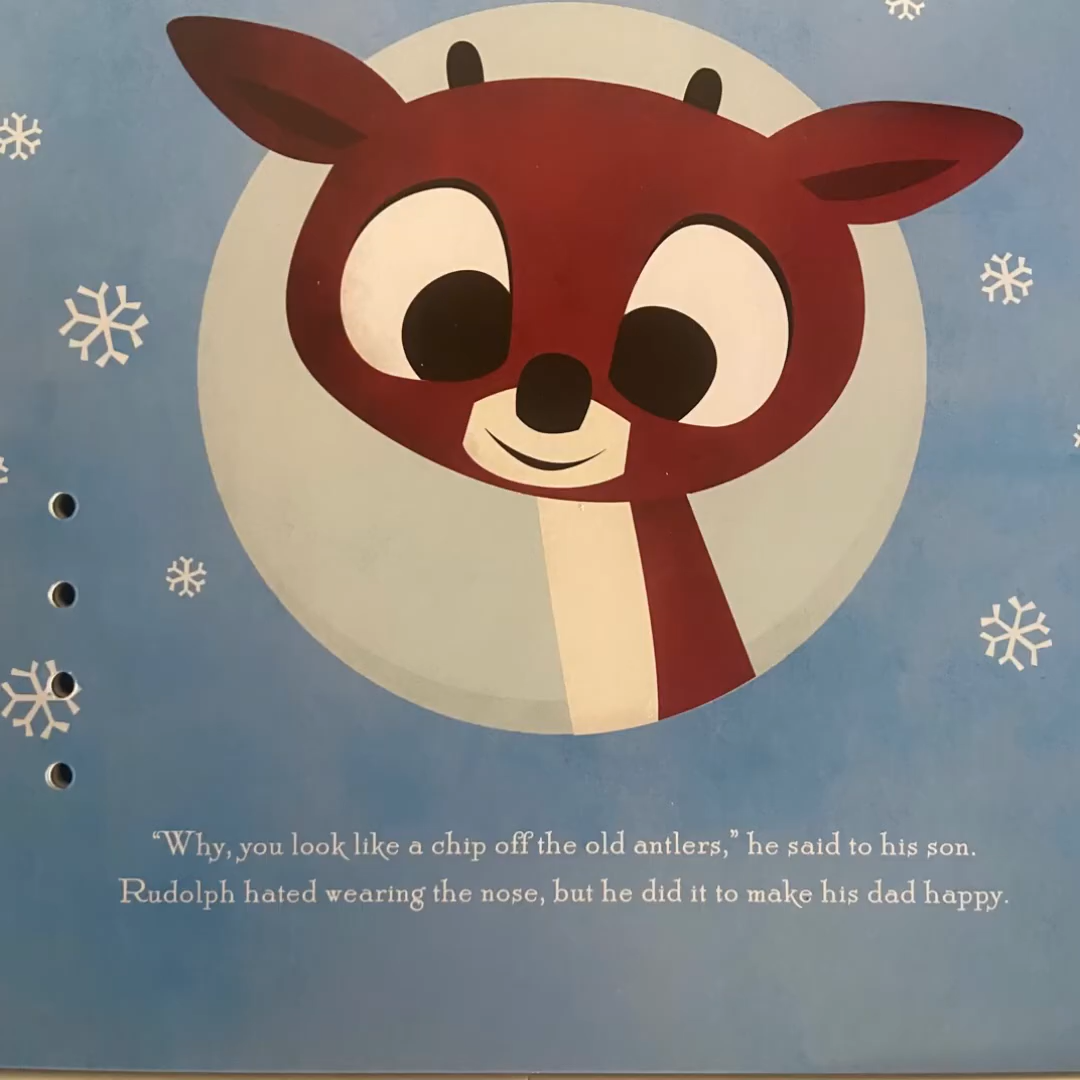 “Why, you look like a chip off the old antlers,” he said to his son.
Rudolph hated wearing the nose, but he did it to make his dad happy.